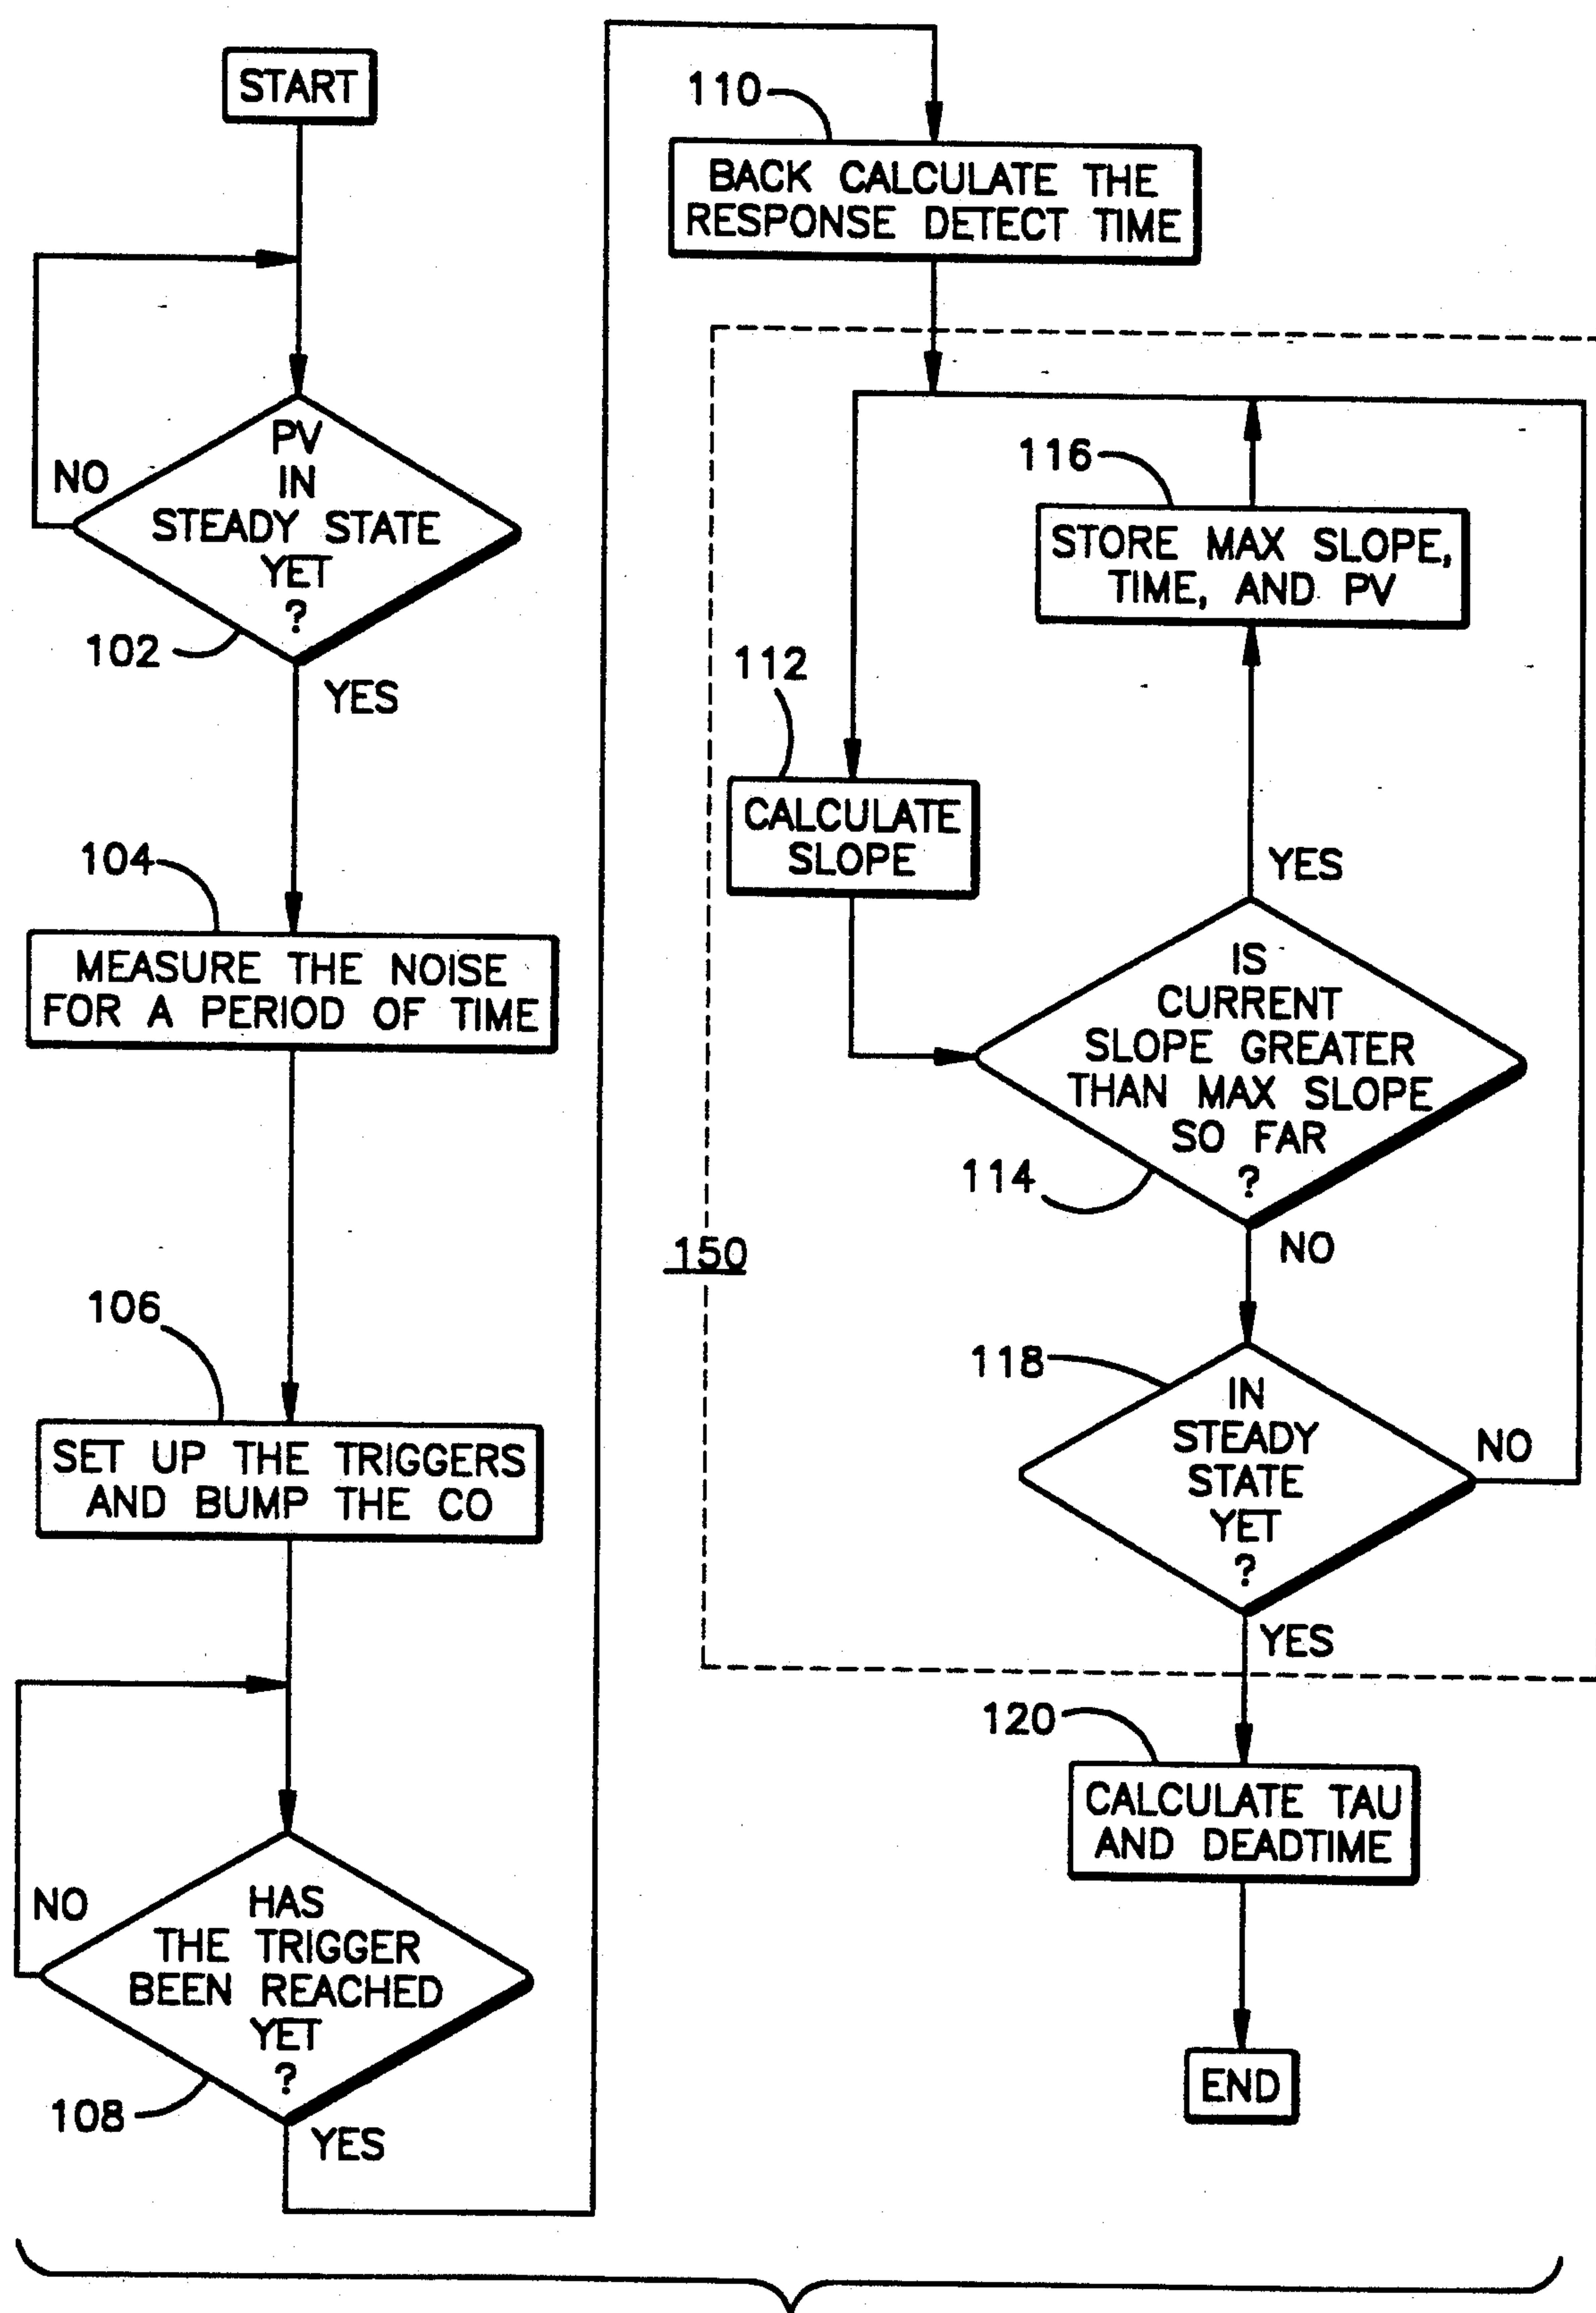 START
PV
IN
STEADY STATE
YET
?
NO
102
YES
104
MEASURE THE NOISE
FOR A PERIOD OF TIME
106
SET UP THE TRIGGERS
AND BUMP THE CO
NO
HAS
THE TRIGGER
BEEN REACHED
YET
?
108
YES
110
BACK CALCULATE THE
RESPONSE DETECT TIME
116
STORE MAX SLOPE,
TIME, AND PV
112
CALCULATE
SLOPE
YES
IS
CURRENT
SLOPE GREATER
THAN MAX SLOPE
SO FAR
?
114
NO
150
118
IN
STEADY
STATE
YET
?
NO
YES
120
CALCULATE TAU
AND DEADTIME
END